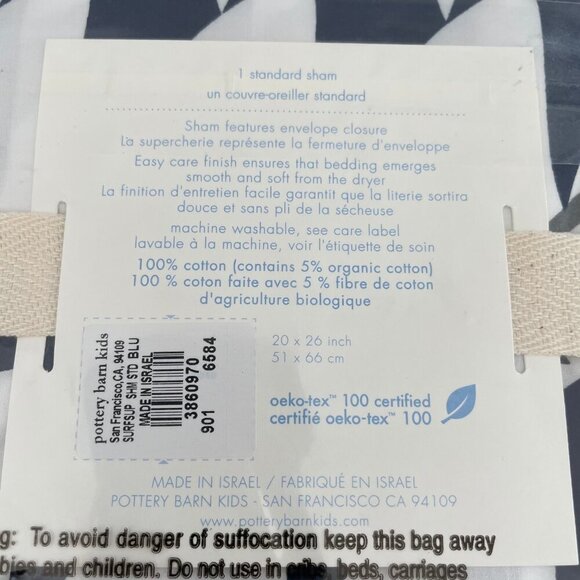 1 standard sham
un couvre-oreiller standard
Sham features envelope closure
La supercherie représente la fermeture d'enveloppe
Easy care finish ensures that bedding emerges
smooth and soft from the dryer
La finition d'entretien facile garantit que la literie sortira
douce et sans pli de la sécheuse
machine washable, see care label
lavable à la machine, voir l'étiquette de soin
100% cotton (contains 5% organic cotton)
100 % coton faite avec 5 % fibre de coton
d'agriculture biologique
pottery barn kids
San Francisco,CA, 94109
SURFSUP SHM STD BLU
MADE IN ISRAEL
3860970
901 6584
20 x 26 inch
51 x 66 cm
oeko-tex™ 100 certified
certifié oeko-tex™ 100
MADE IN ISRAEL / FABRIQUÉ EN ISRAEL
POTTERY BARN KIDS - SAN FRANCISCO CA 94109
www.potterybarnkids.com
g: To avoid danger of suffocation keep this bag away
bies and children. Do not use in cribs, beds, carriages